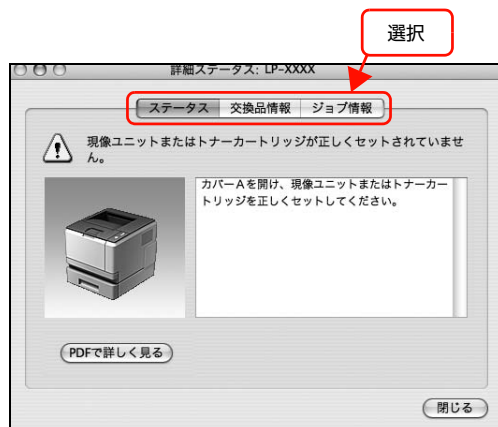 選択
詳細ステータス: LP-XXXX
ステータス 交換品情報 ジョブ情報
現像ユニットまたはトナーカートリッジが正しくセットされていませ
ん。
カバーAを開け、現像ユニットまたはトナーカー
トリッジを正しくセットしてください。
PDFで詳しく見る
閉じる